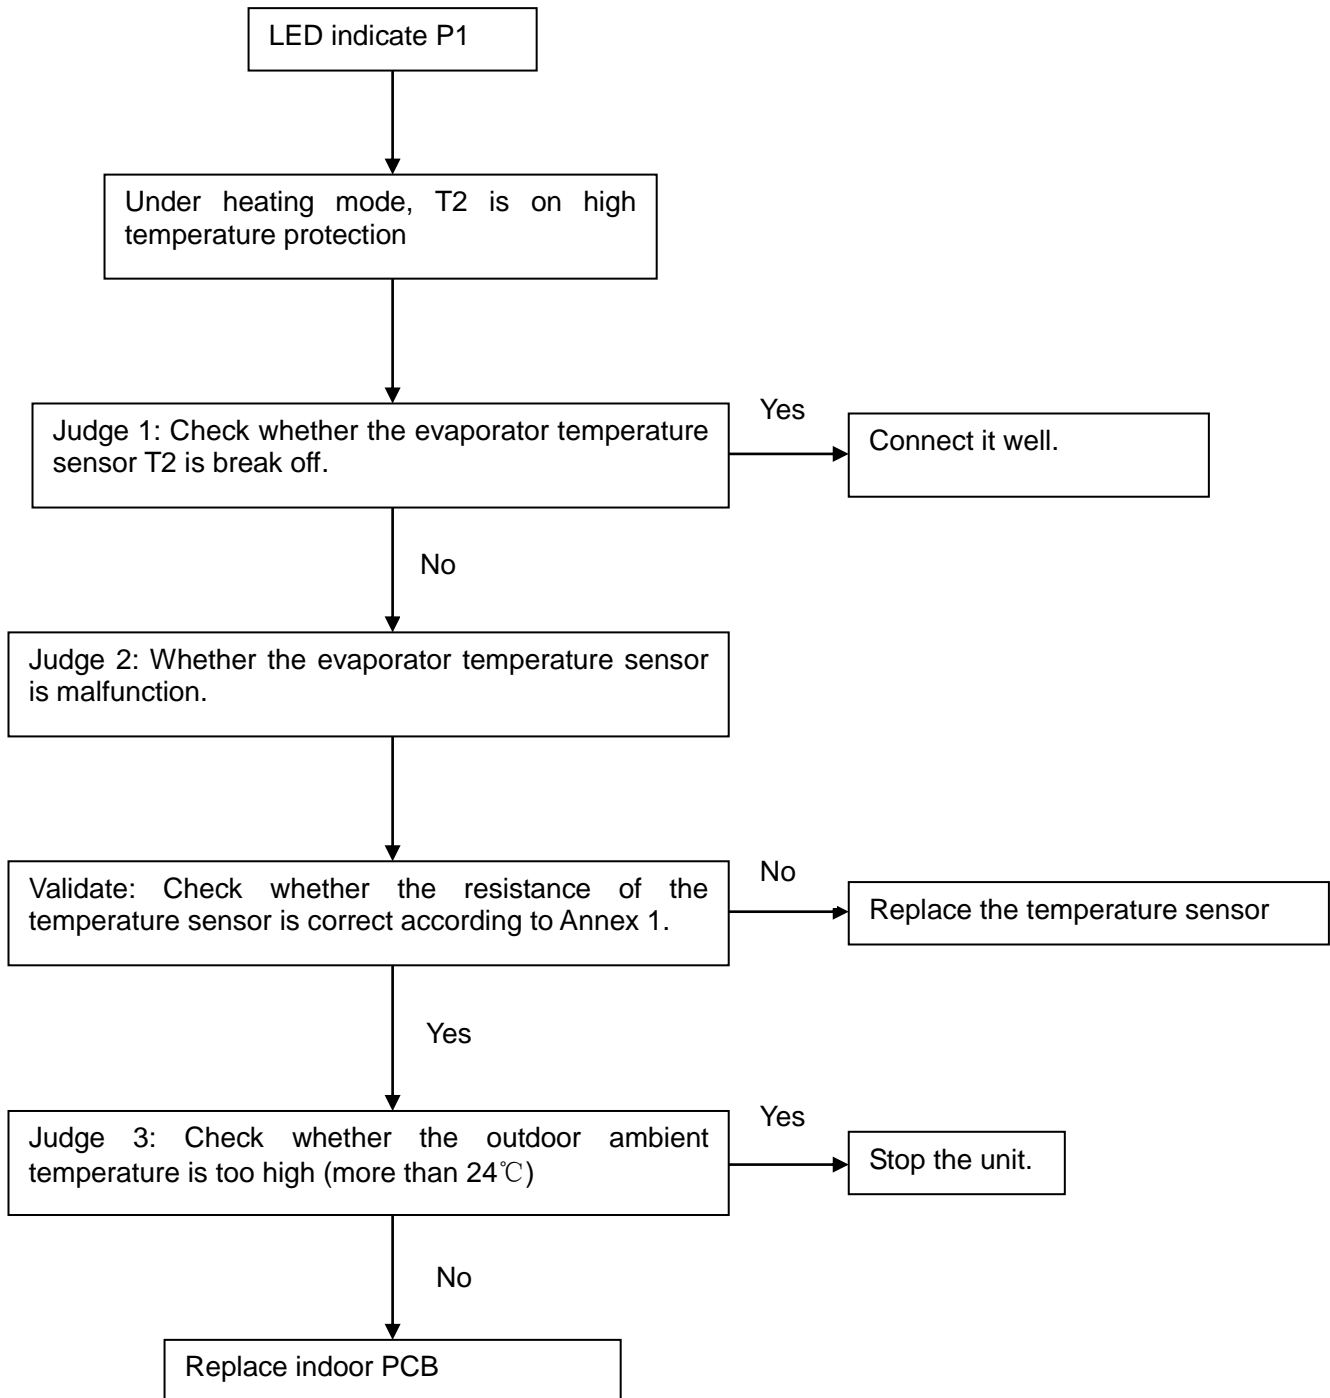 LED indicate P1
Under heating mode, T2 is on high
temperature protection
Judge 1: Check whether the evaporator temperature
sensor T2 is break off.
Yes
Connect it well.
No
Judge 2: Whether the evaporator temperature sensor
is malfunction.
Validate: Check whether the resistance of the
temperature sensor is correct according to Annex 1.
No
Replace the temperature sensor
Yes
Judge 3: Check whether the outdoor ambient
temperature is too high (more than 24℃)
Yes
Stop the unit.
No
Replace indoor PCB